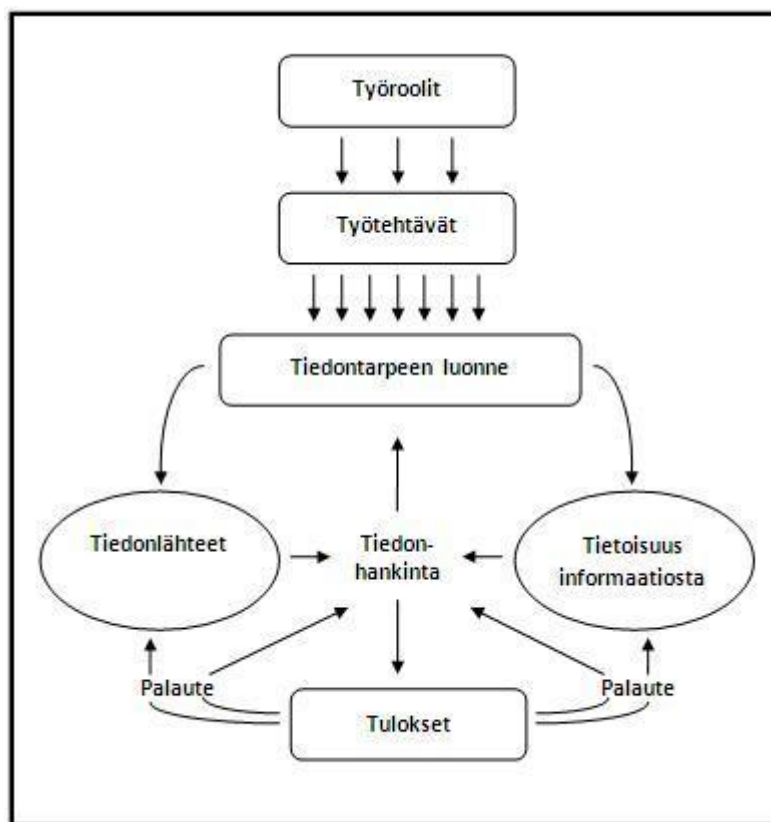 Työroolit
Työtehtävät
Tiedontarpeen luonne
Tiedonlähteet
Tiedon-
hankinta
Tietoisuus
informaatiosta
Palaute
Palaute
Tulokset